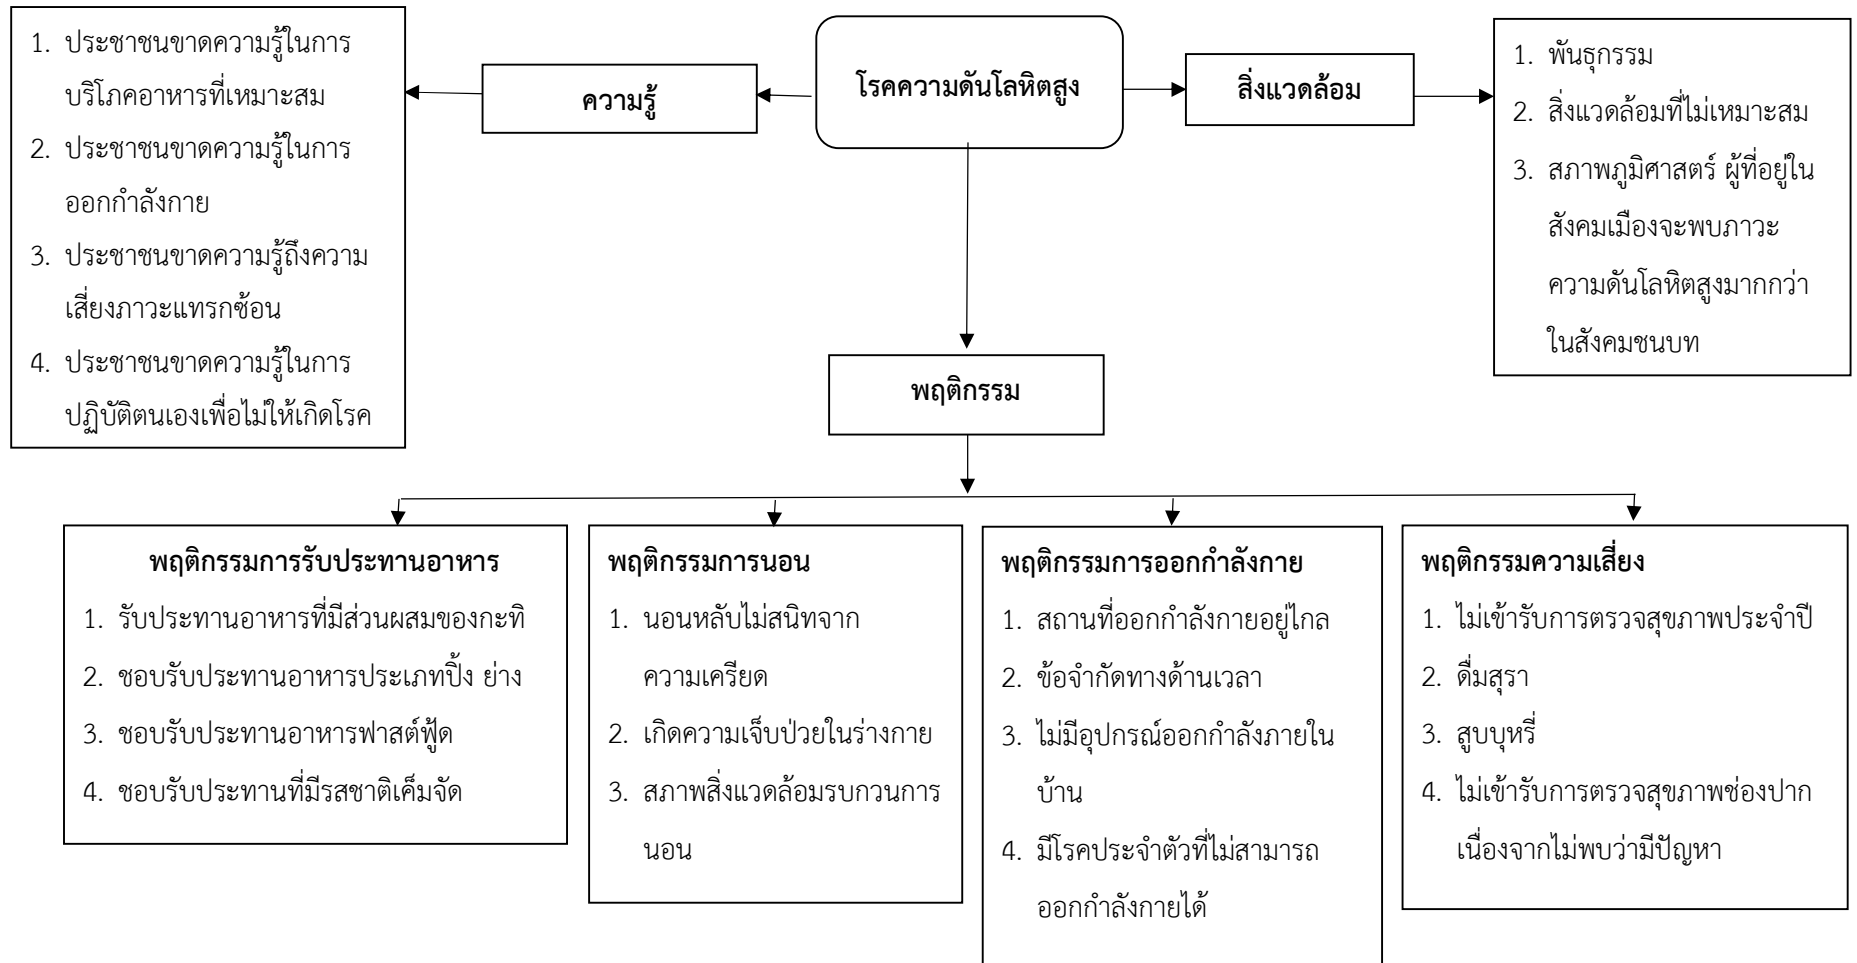 โรคความดันโลหิตสูง
ความรู้
1. ประชาชนขาดความรู้ในการ
บริโภคอาหารที่เหมาะสม
2. ประชาชนขาดความรู้ในการ
ออกกำลังกาย
3. ประชาชนขาดความรู้ถึงความ
เสี่ยงภาวะแทรกซ้อน
4. ประชาชนขาดความรู้ในการ
ปฏิบัติตนเองเพื่อไม่ให้เกิดโรค
สิ่งแวดล้อม
1. พันธุกรรม
2. สิ่งแวดล้อมที่ไม่เหมาะสม
3. สภาพภูมิศาสตร์ ผู้ที่อยู่ใน
สังคมเมืองจะพบภาวะ
ความดันโลหิตสูงมากกว่า
ในสังคมชนบท
พฤติกรรม
พฤติกรรมการรับประทานอาหาร
1. รับประทานอาหารที่มีส่วนผสมของกะทิ
2. ชอบรับประทานอาหารประเภทปิ้ง ย่าง
3. ชอบรับประทานอาหารฟาสต์ฟู้ด
4. ชอบรับประทานที่มีรสชาติเค็มจัด
พฤติกรรมการนอน
1. นอนหลับไม่สนิทจาก
ความเครียด
2. เกิดความเจ็บป่วยในร่างกาย
3. สภาพสิ่งแวดล้อมรบกวนการ
นอน
พฤติกรรมการออกกำลังกาย
1. สถานที่ออกกำลังกายอยู่ไกล
2. ข้อจำกัดทางด้านเวลา
3. ไม่มีอุปกรณ์ออกกำลังภายใน
บ้าน
4. มีโรคประจำตัวที่ไม่สามารถ
ออกกำลังกายได้
พฤติกรรมความเสี่ยง
1. ไม่เข้ารับการตรวจสุขภาพประจำปี
2. ดื่มสุรา
3. สูบบุหรี่
4. ไม่เข้ารับการตรวจสุขภาพช่องปาก
เนื่องจากไม่พบว่ามีปัญหา